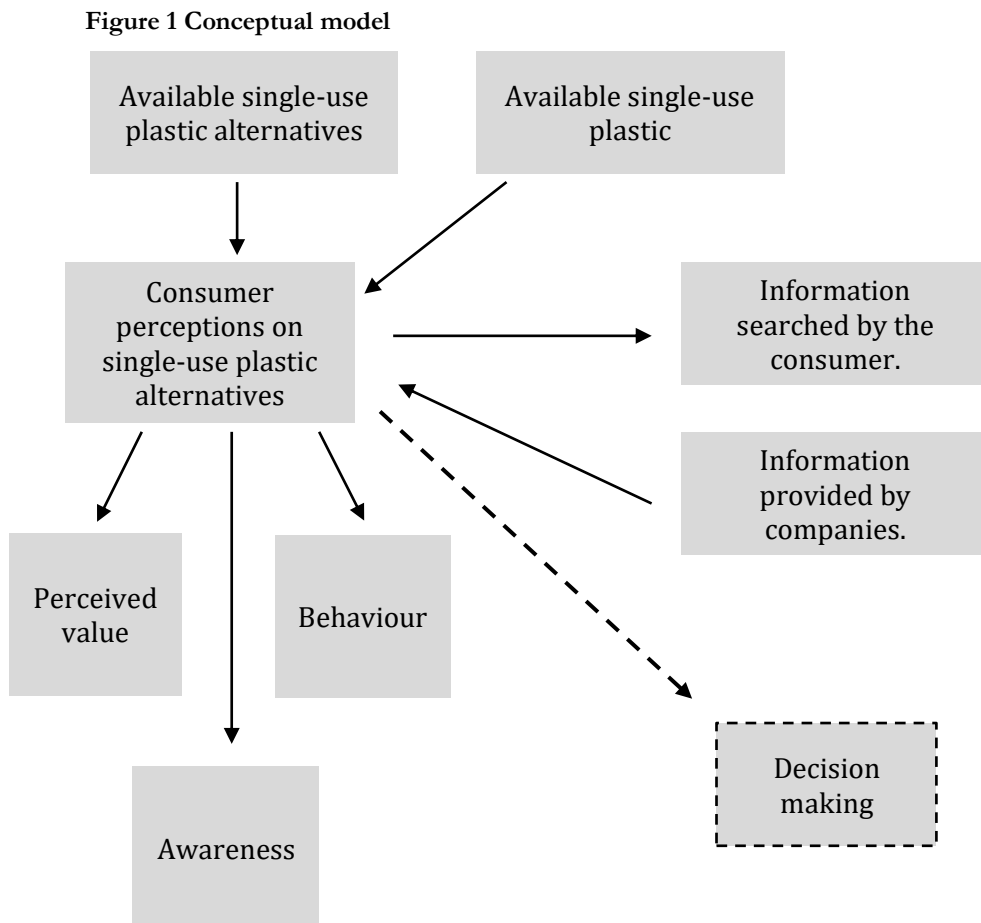 Figure 1 Conceptual model
Available single-use
plastic alternatives
Available single-use
plastic
Consumer
perceptions on
single-use plastic
alternatives
Information
searched by the
consumer.
Information
provided by
companies.
Perceived
value
Behaviour
Decision
making
Awareness